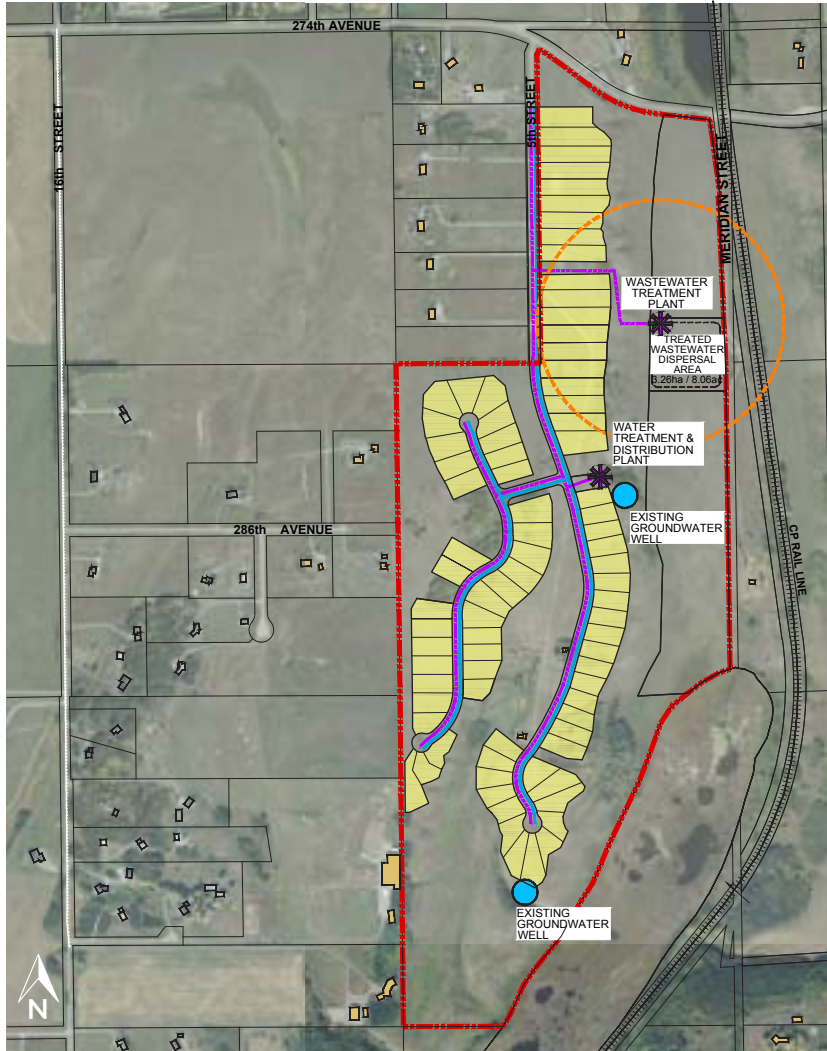 274th AVENUE
16th STREET
5th STREET
MERIDIAN STREET
WASTEWATER
TREATMENT
PLANT
TREATED
WASTEWATER
DISPERSAL
AREA
3.26ha / 8.06ac
WATER
TREATMENT &
DISTRIBUTION
PLANT
EXISTING
GROUNDWATER
WELL
286th AVENUE
CP RAIL LINE
EXISTING
GROUNDWATER
WELL
N